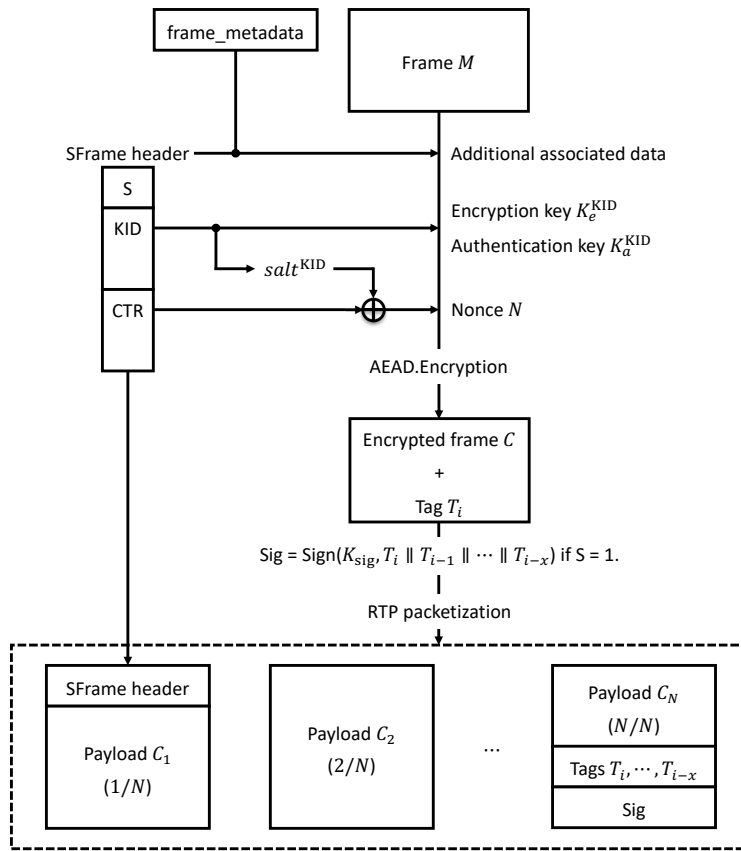 frame_metadata
Frame M
SFrame header
Additional associated data
S
Encryption key K_e^KID
KID
Authentication key K_a^KID
salt^KID
CTR
Nonce N
AEAD.Encryption
Encrypted frame C
+
Tag T_i
Sig = Sign(K_sig, T_i ∥ T_{i−1} ∥ ⋯ ∥ T_{i−x}) if S = 1.
RTP packetization
SFrame header
Payload C_1
(1/N)
Payload C_2
(2/N)
…
Payload C_N
(N/N)
Tags T_i, ⋯, T_{i−x}
Sig